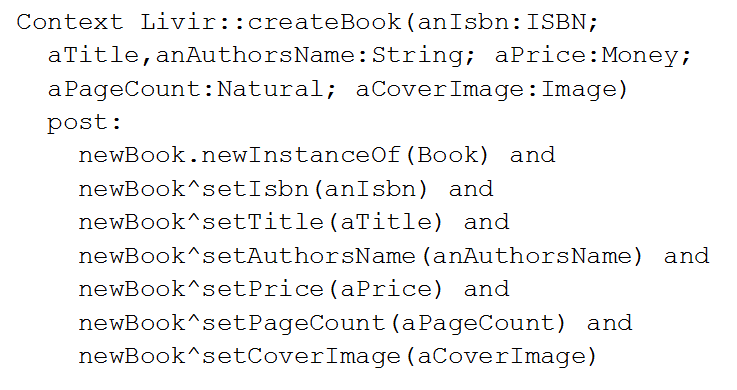 Context Livir::createBook(anIsbn:ISBN;
aTitle,anAuthorsName:String; aPrice:Money;
aPageCount:Natural; aCoverImage:Image)
post:
newBook.newInstanceOf(Book) and
newBook^setIsbn(anIsbn) and
newBook^setTitle(aTitle) and
newBook^setAuthorsName(anAuthorsName) and
newBook^setPrice(aPrice) and
newBook^setPageCount(aPageCount) and
newBook^setCoverImage(aCoverImage)